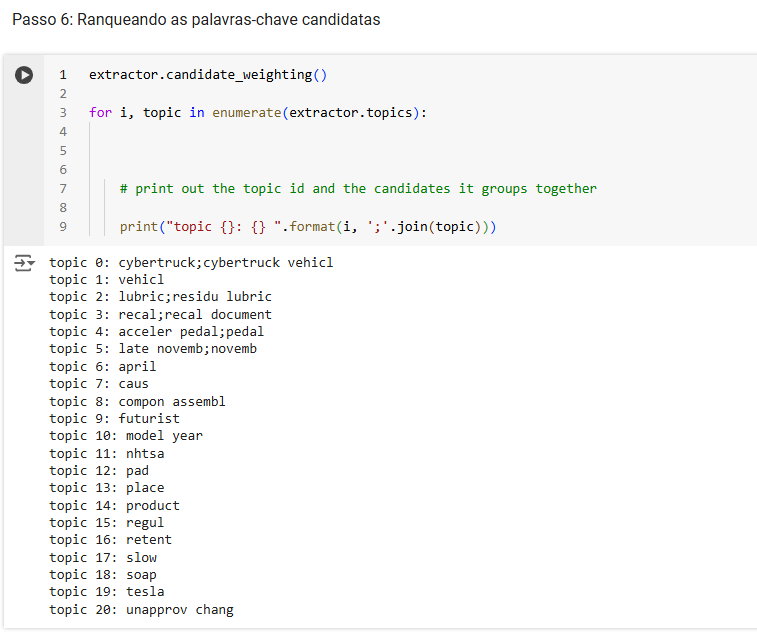 Passo 6: Ranqueando as palavras-chave candidatas
1 extractor.candidate_weighting()
2
3 for i, topic in enumerate(extractor.topics):
4
5
6
7 # print out the topic id and the candidates it groups together
8
9 print("topic {}: {} ".format(i, ';'.join(topic)))
topic 0: cybertruck;cybertruck vehicl
topic 1: vehicl
topic 2: lubric;residu lubric
topic 3: recal;recal document
topic 4: acceler pedal;pedal
topic 5: late novemb;novemb
topic 6: april
topic 7: caus
topic 8: compon assembl
topic 9: futurist
topic 10: model year
topic 11: nhtsa
topic 12: pad
topic 13: place
topic 14: product
topic 15: regul
topic 16: retent
topic 17: slow
topic 18: soap
topic 19: tesla
topic 20: unapprov chang